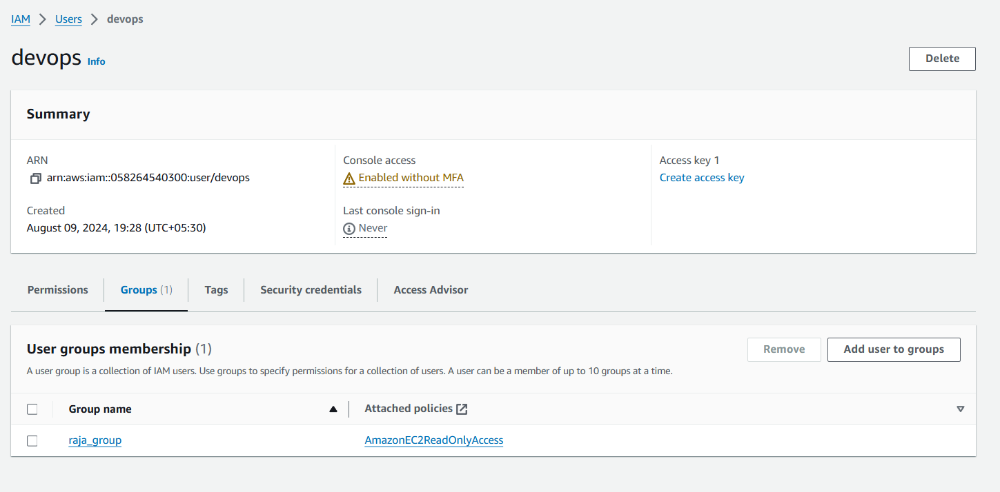 IAM > Users > devops
devops Info
Delete
Summary
ARN
arn:aws:iam::058264540300:user/devops
Created
August 09, 2024, 19:28 (UTC+05:30)
Console access
Enabled without MFA
Last console sign-in
Never
Access key 1
Create access key
Permissions
Groups (1)
Tags
Security credentials
Access Advisor
User groups membership (1)
Remove
Add user to groups
A user group is a collection of IAM users. Use groups to specify permissions for a collection of users. A user can be a member of up to 10 groups at a time.
Group name
Attached policies
raja_group
AmazonEC2ReadOnlyAccess